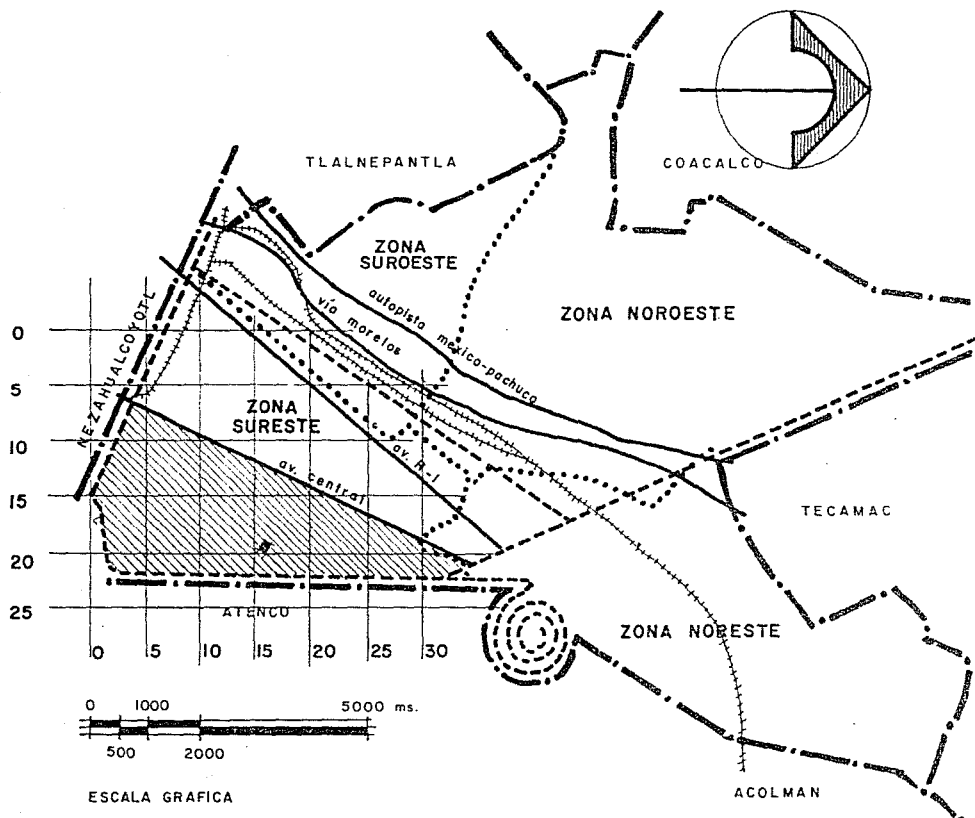 TLALNEPANTLA
COACALCO
ZONA
SUROESTE
NEZAHUALCOYOTL
vía
morelos
autopista mexico-pachuca
ZONA NOROESTE
0
5
10
15
20
25
ZONA
SURESTE
av. R-1
av. central
TECAMAC
ATENCO
ZONA NORESTE
0
5
10
15
20
25
30
0
1000
5000 ms.
500
2000
ESCALA GRAFICA
ACOLMAN